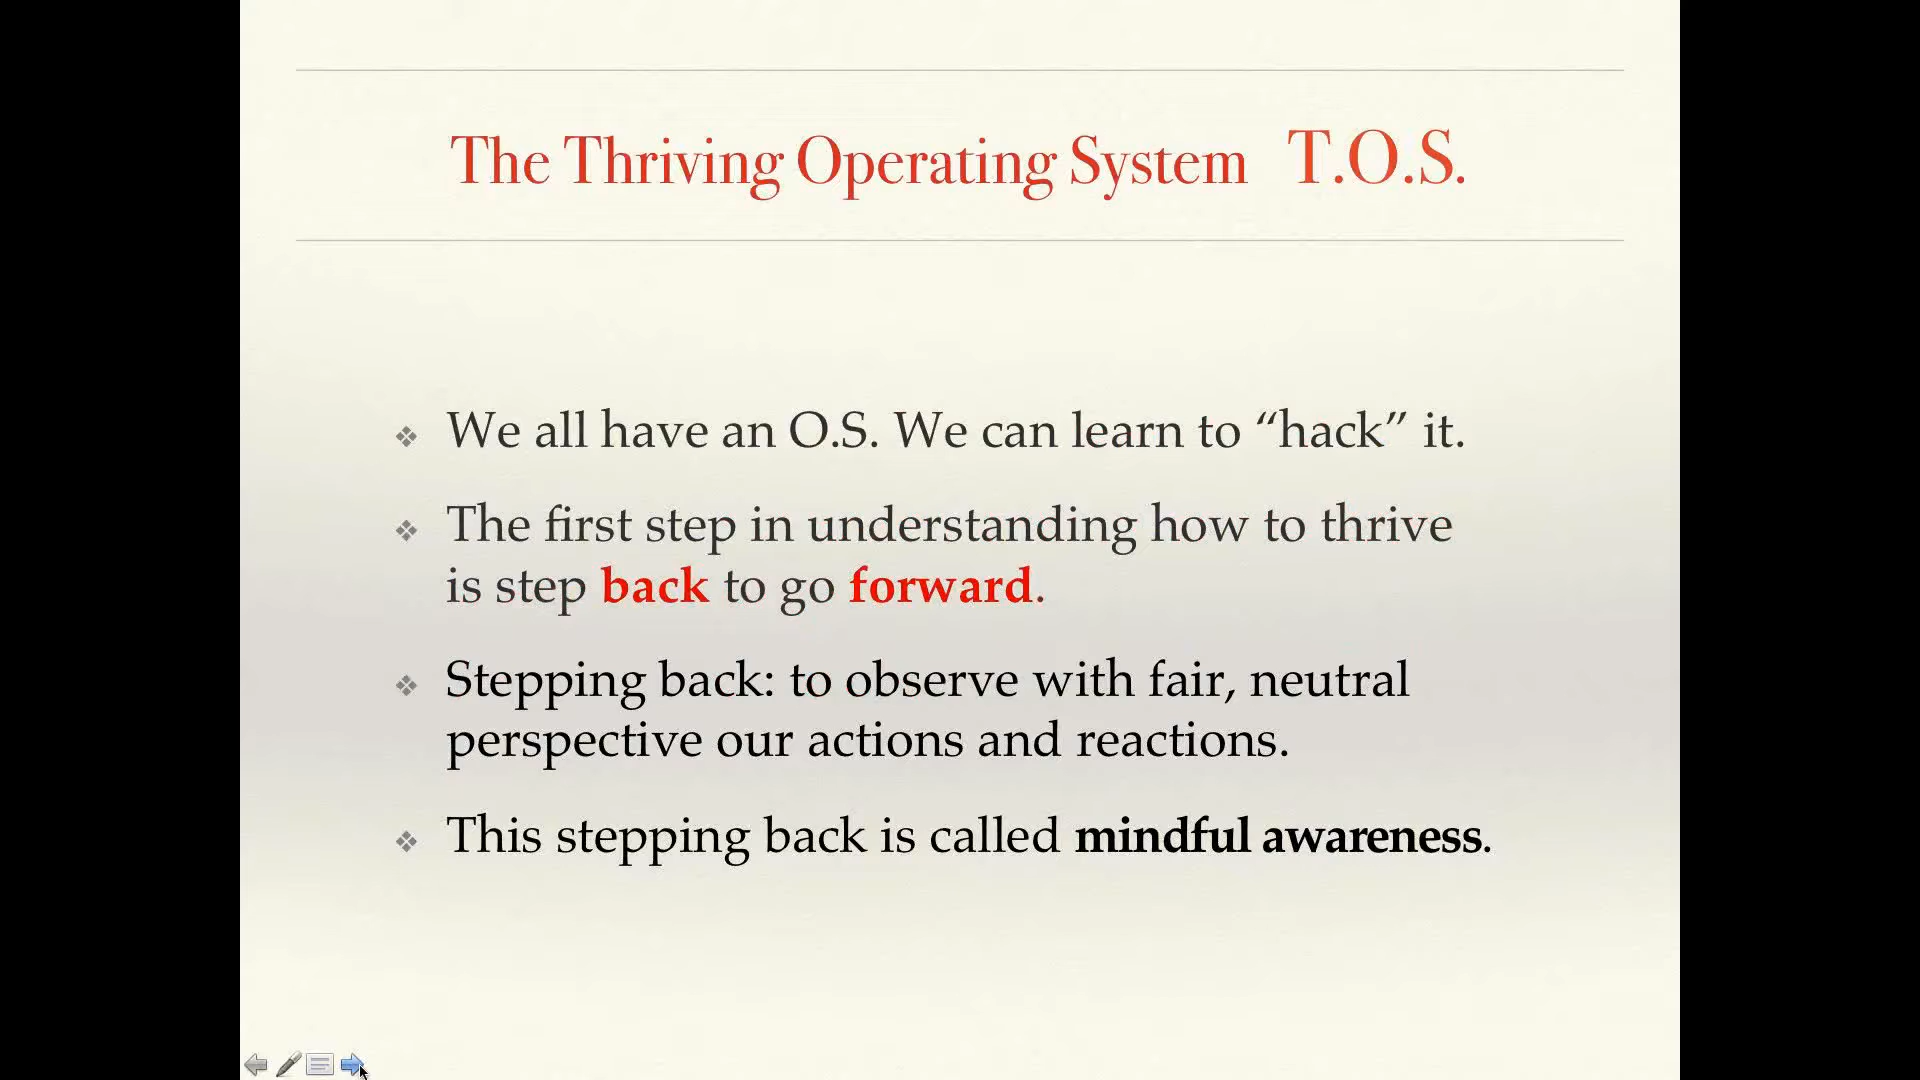 The Thriving Operating System T.O.S.
We all have an O.S. We can learn to “hack” it.
The first step in understanding how to thrive
is step back to go forward.
Stepping back: to observe with fair, neutral
perspective our actions and reactions.
This stepping back is called mindful awareness.